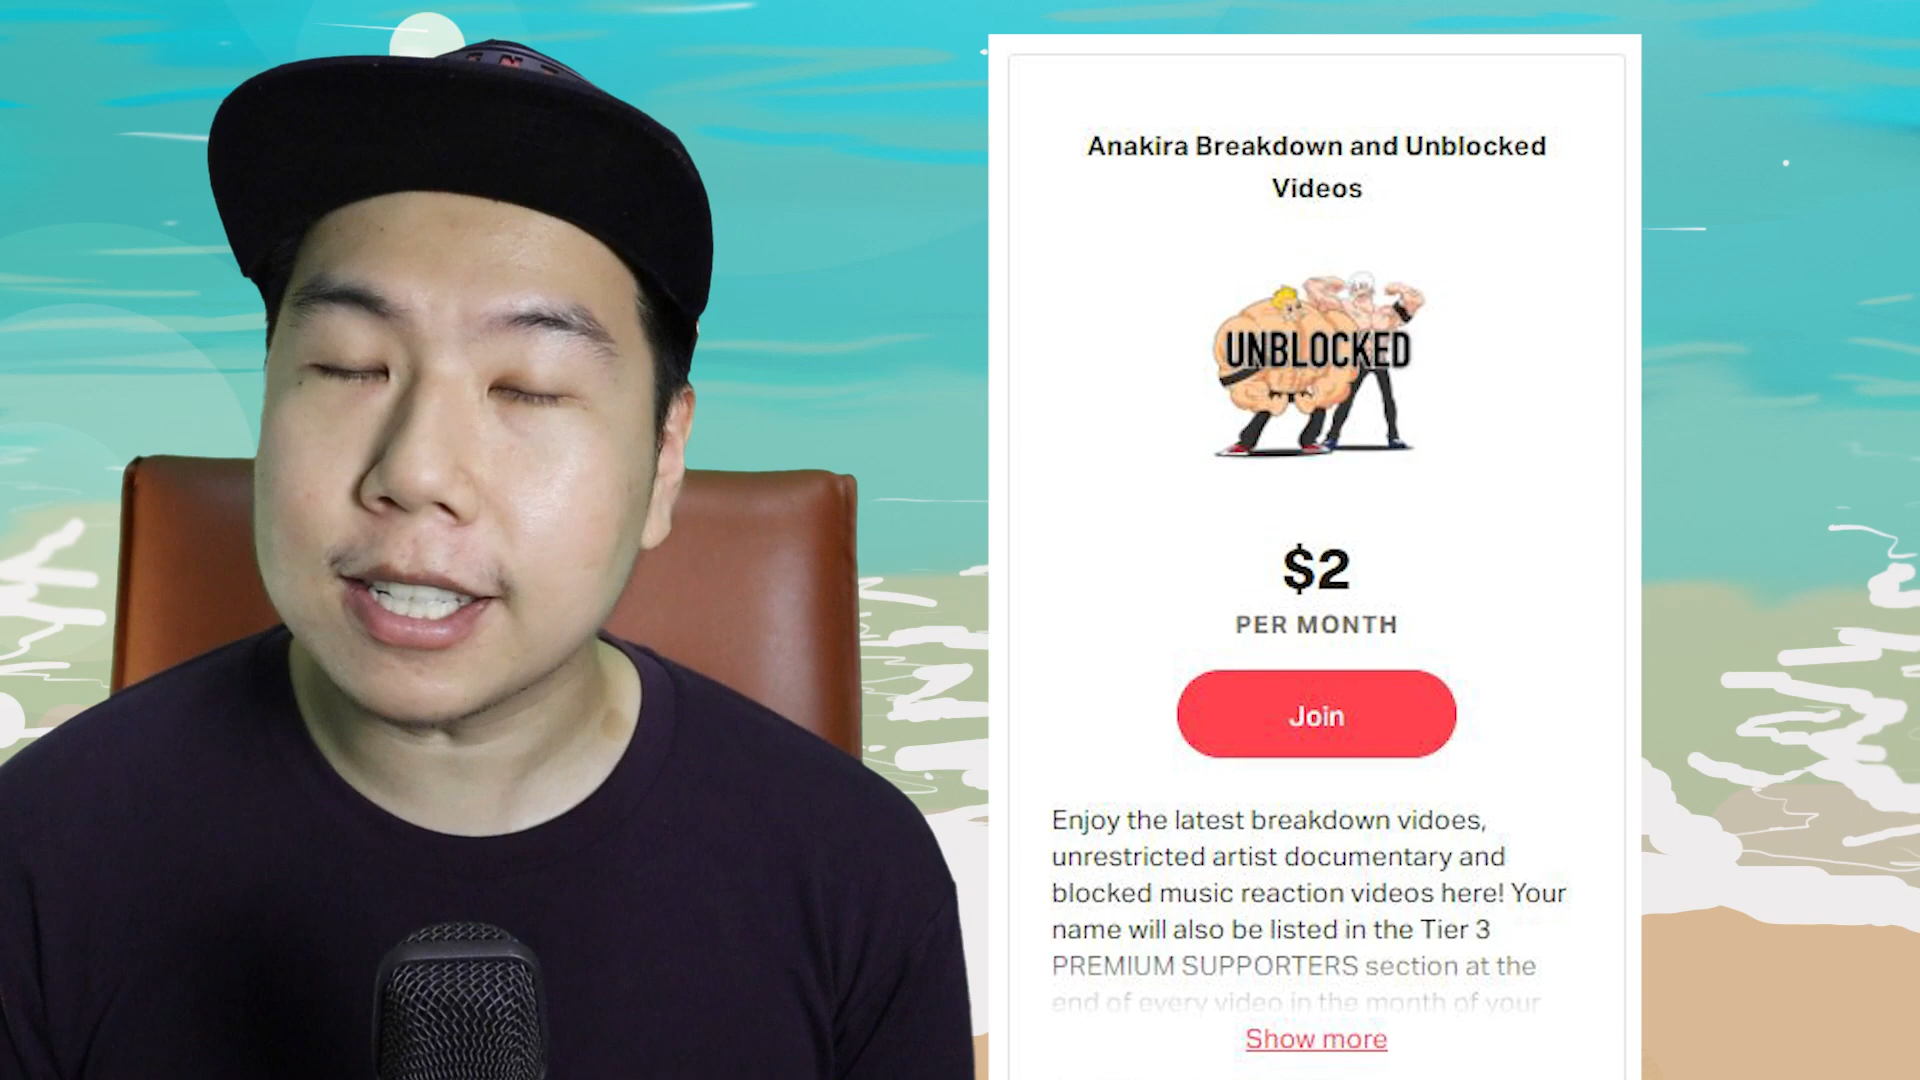 Anakira Breakdown and Unblocked
Videos
UNBLOCKED
$2
PER MONTH
Join
Enjoy the latest breakdown vidoes,
unrestricted artist documentary and
blocked music reaction videos here! Your
name will also be listed in the Tier 3
PREMIUM SUPPORTERS section at the
end of every video in the month of your
Show more